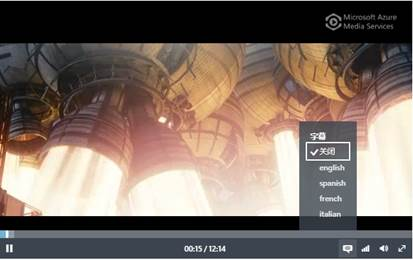 Microsoft Azure
Media Services
字幕
关闭
english
spanish
french
italian
00:15 / 12:14